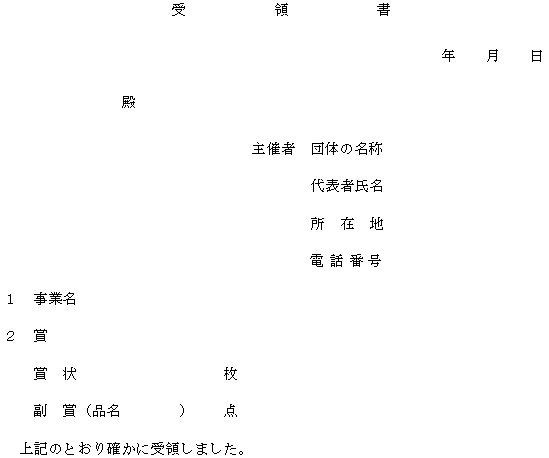 受　　　領　　　書
年　　月　　日
殿
主催者　団体の名称
代表者氏名
所　在　地
電 話 番 号
1　事業名
2　賞
賞　状　　　　　　　　　　枚
副　賞（品名　　　　）　　点
上記のとおり確かに受領しました。